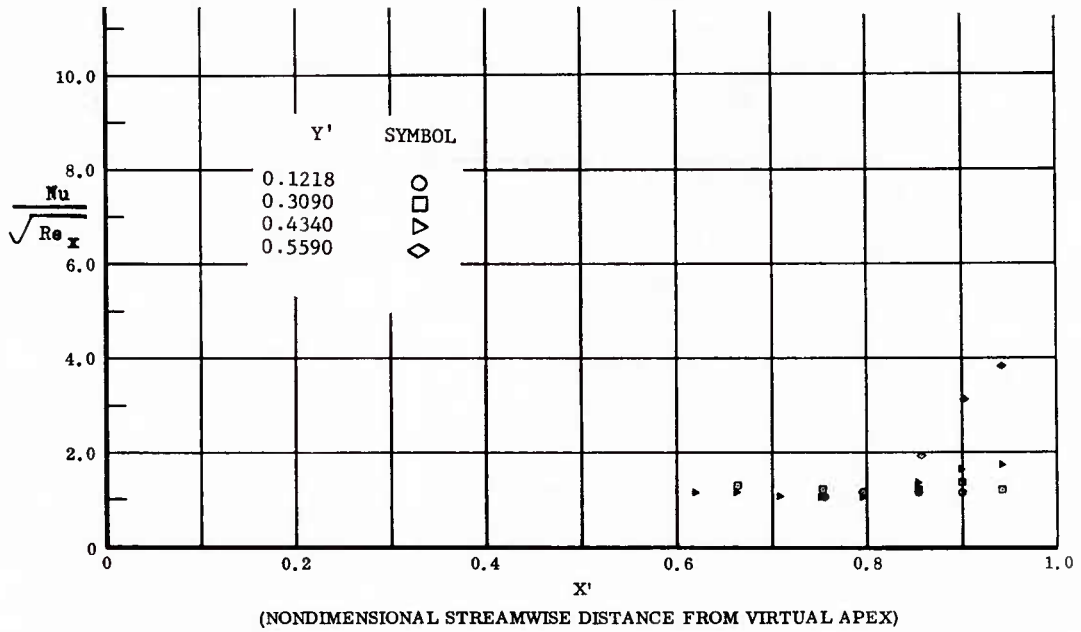 10.0
8.0
6.0
4.0
2.0
0
Nu
√Re x
Y' SYMBOL
0.1218
0.3090
0.4340
0.5590
0 0.2 0.4 0.6 0.8 1.0
X'
(NONDIMENSIONAL STREAMWISE DISTANCE FROM VIRTUAL APEX)